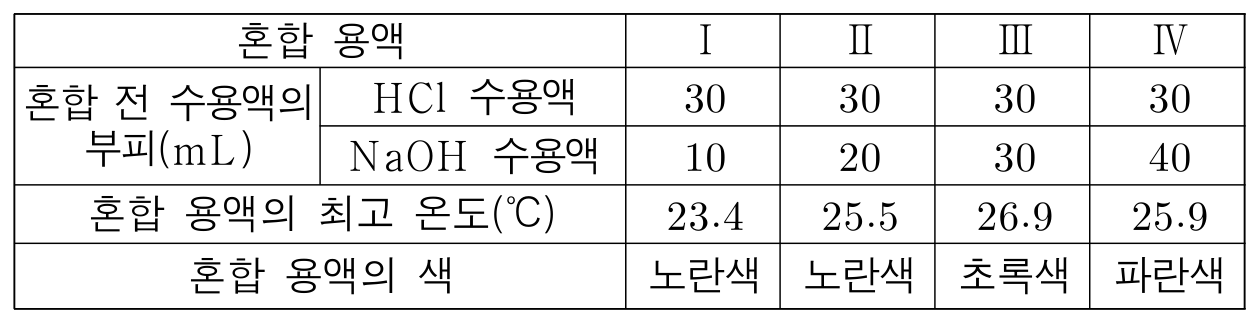 혼합 용액 Ⅰ Ⅱ Ⅲ Ⅳ
혼합 전 수용액의 부피(mL) HCl 수용액 30 30 30 30
NaOH 수용액 10 20 30 40
혼합 용액의 최고 온도(℃) 23.4 25.5 26.9 25.9
혼합 용액의 색 노란색 노란색 초록색 파란색